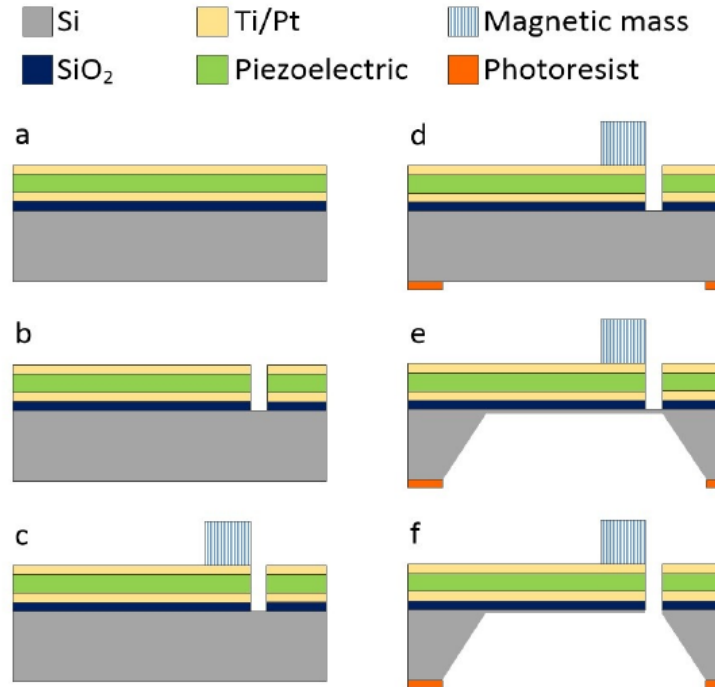 Si Ti/Pt Magnetic mass
SiO₂ Piezoelectric Photoresist
a
b
c
d
e
f